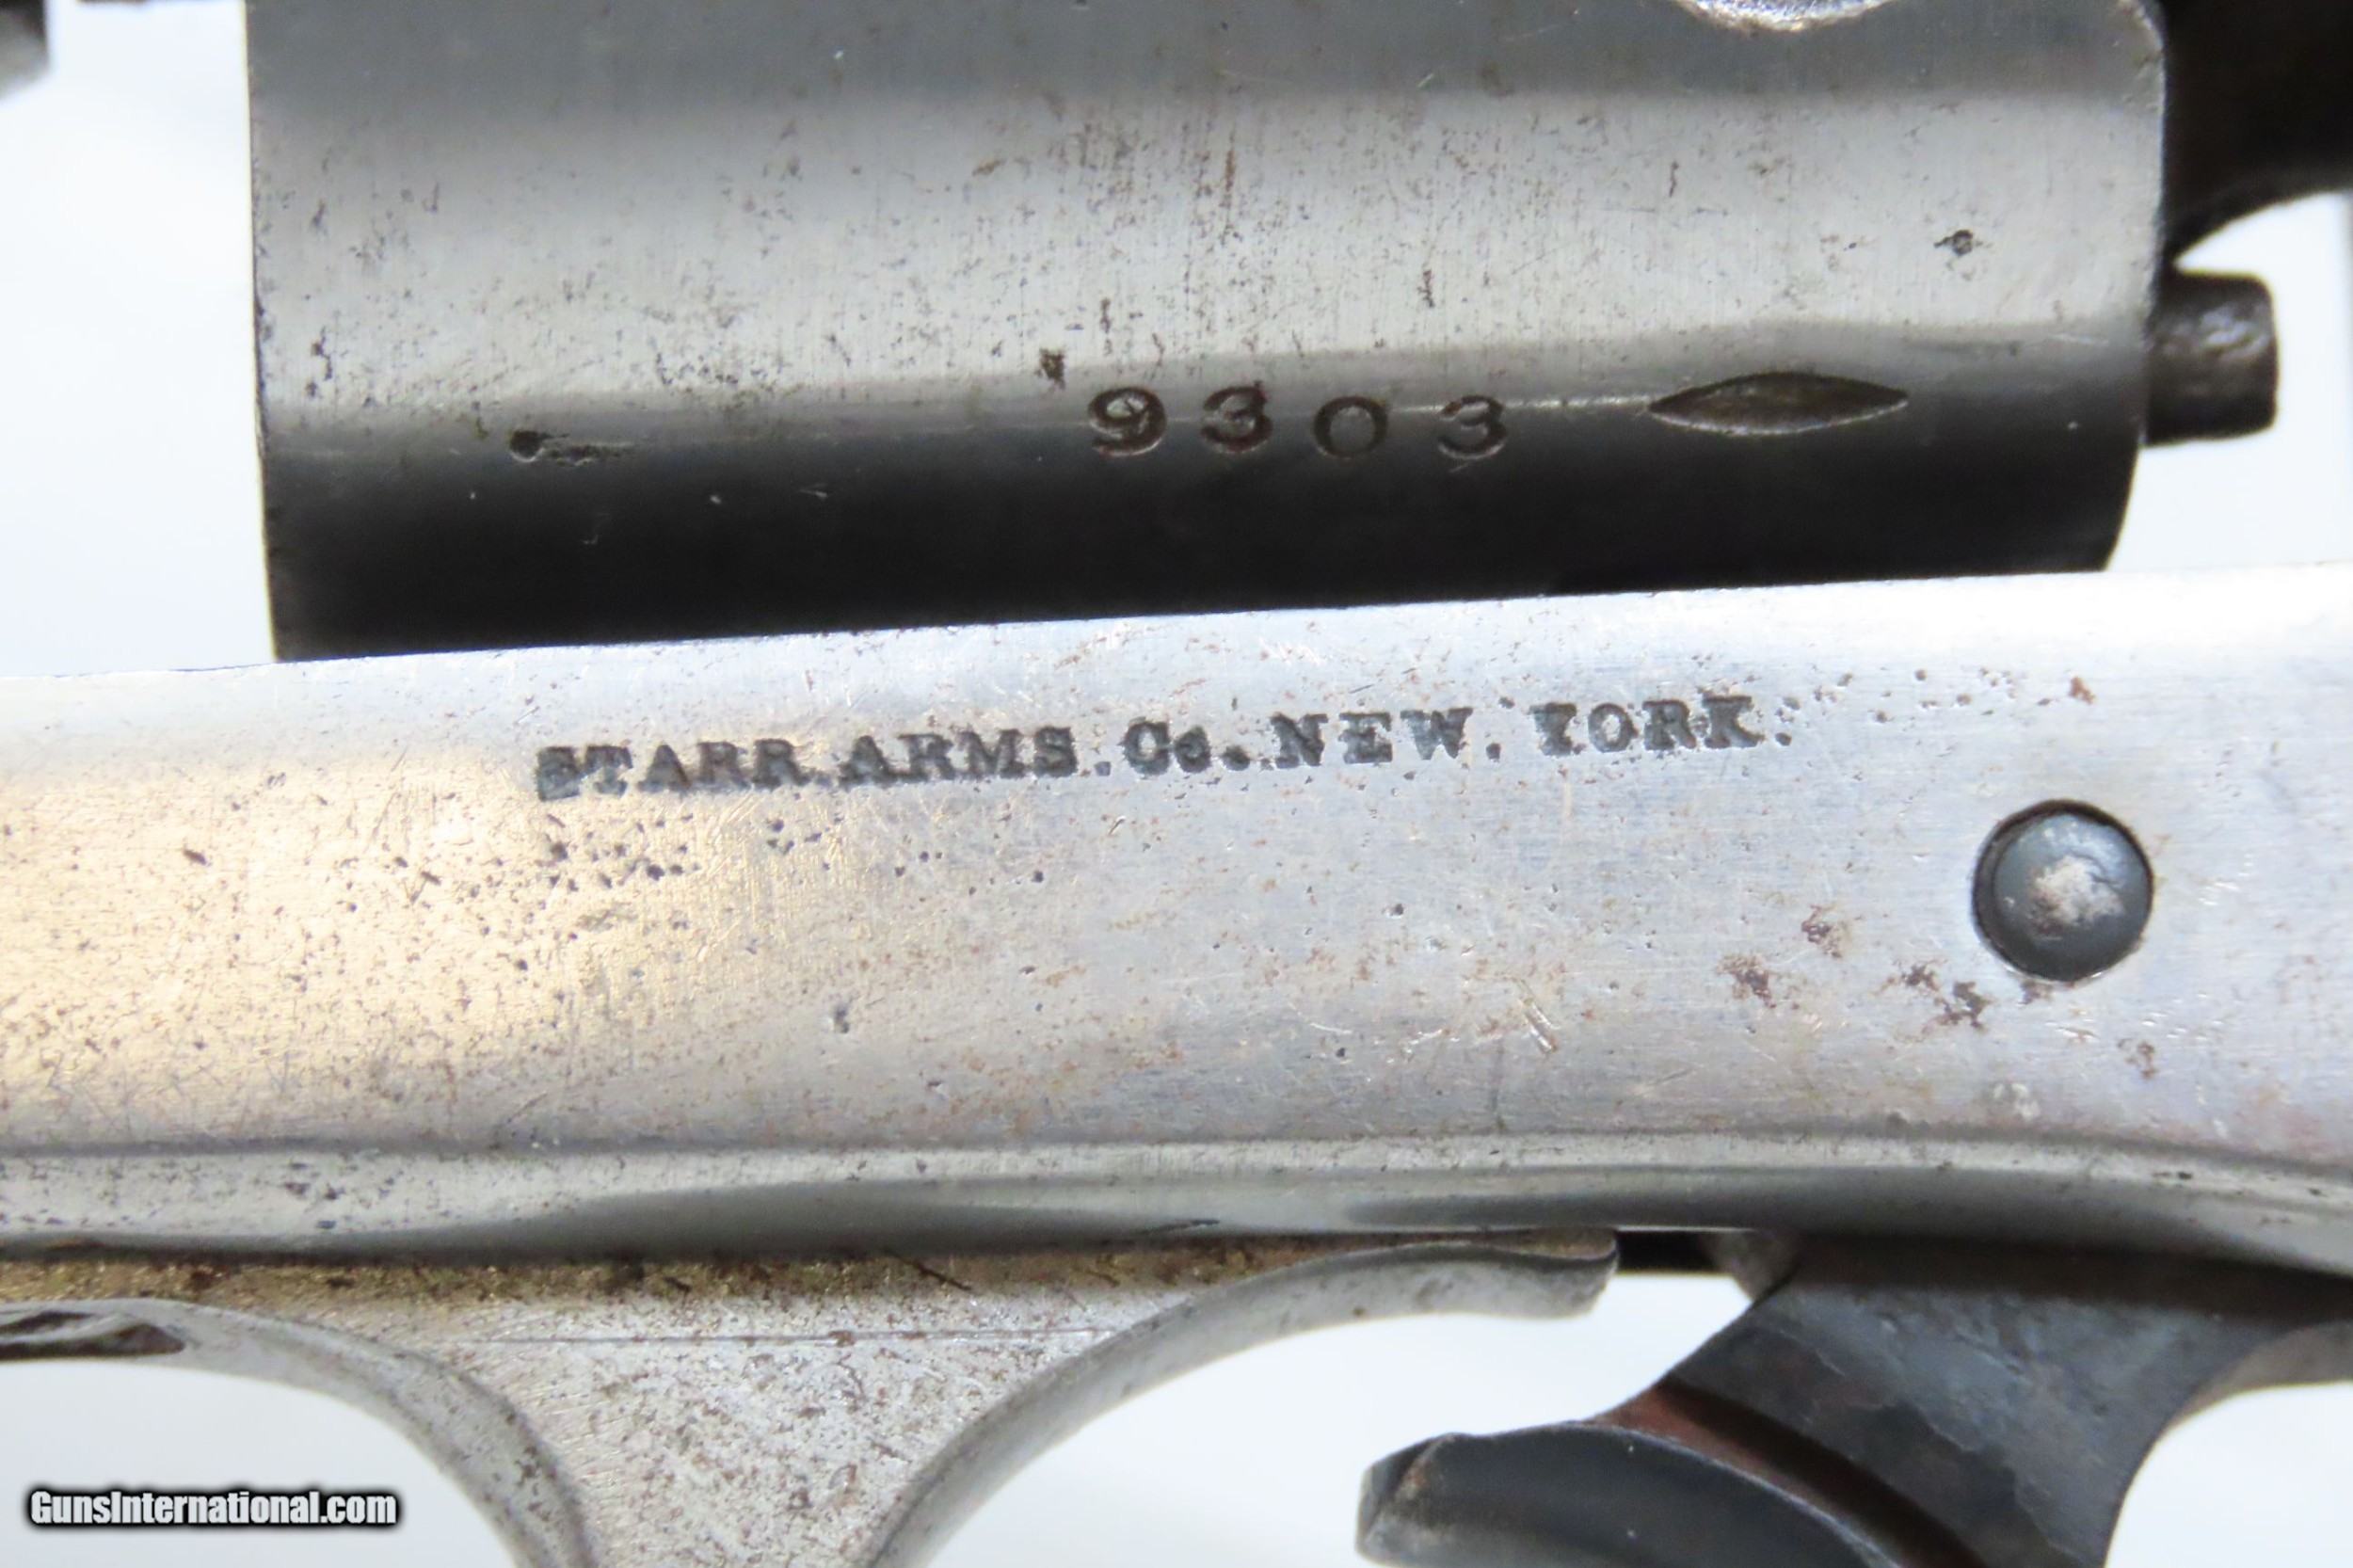 9303
STARR. ARMS. Co. NEW. YORK.
GunsInternational.com